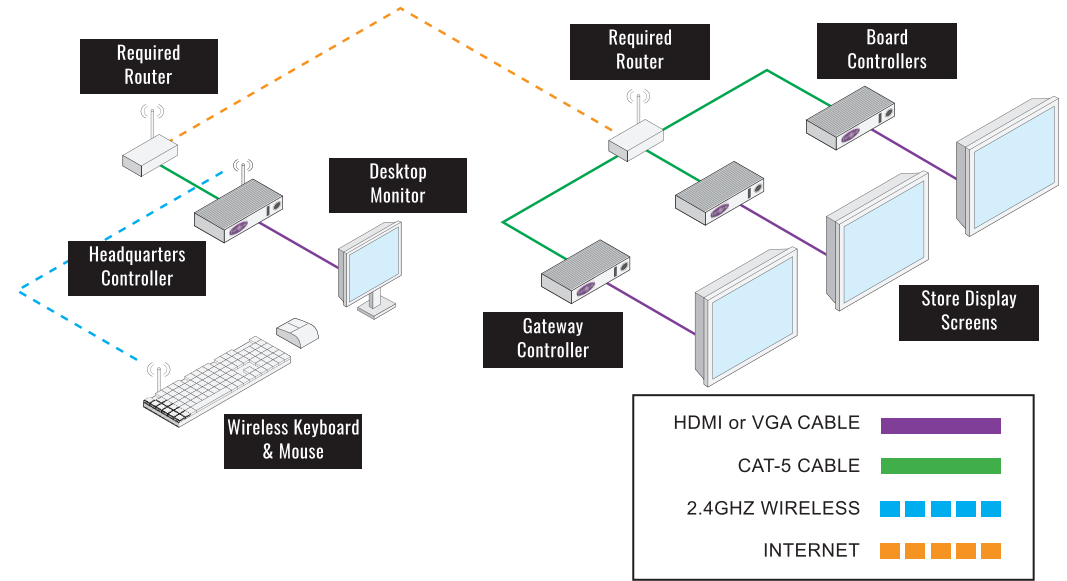 Required
Router
Required
Router
Board
Controllers
Desktop
Monitor
Headquarters
Controller
Store Display
Screens
Gateway
Controller
Wireless Keyboard
& Mouse
HDMI or VGA CABLE
CAT-5 CABLE
2.4GHZ WIRELESS
INTERNET